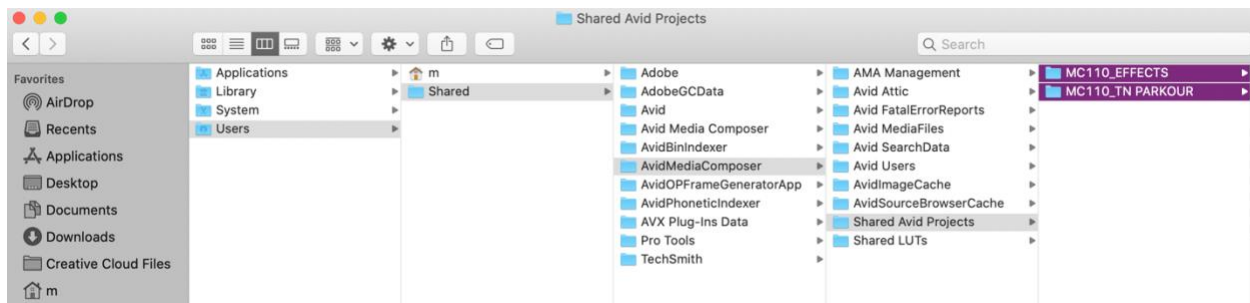 Shared Avid Projects
Search
Favorites
AirDrop
Recents
Applications
Desktop
Documents
Downloads
Creative Cloud Files
m
Applications
Library
System
Users
m
Shared
Adobe
AdobeGCData
Avid
Avid Media Composer
AvidBinIndexer
AvidMediaComposer
AvidOPFrameGeneratorApp
AvidPhoneticIndexer
AVX Plug-Ins Data
Pro Tools
TechSmith
AMA Management
Avid Attic
Avid FatalErrorReports
Avid MediaFiles
Avid SearchData
Avid Users
AvidImageCache
AvidSourceBrowserCache
Shared Avid Projects
Shared LUTs
MC110_EFFECTS
MC110_TN PARKOUR